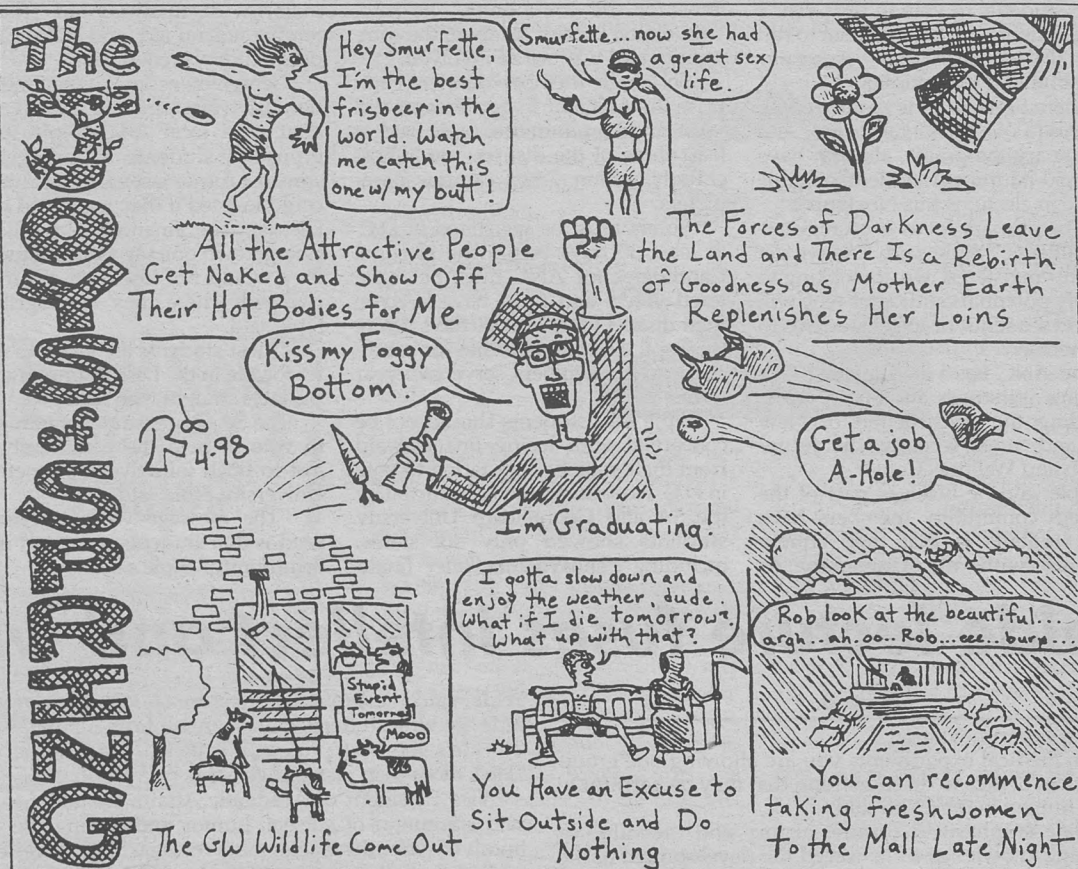 The
JOYS
of
SPRING
Hey Smurfette,
I'm the best
frisbeer in the
world. Watch
me catch this
one w/my butt!
All the Attractive People
Get Naked and Show Off
Their Hot Bodies for Me
Smurfette...now she had
a great sex
life.
The Forces of Darkness Leave
the Land and There Is a Rebirth
of Goodness as Mother Earth
Replenishes Her Loins
Kiss my Foggy
Bottom!
4-98
I'm Graduating!
Get a job
A-Hole!
Stupid
Event
Tomorrow
Mooo
The GW Wildlife Come Out
I gotta slow down and
enjoy the weather, dude.
What if I die tomorrow?
What up with that?
You Have an Excuse to
Sit Outside and Do
Nothing
Rob look at the beautiful...
argh...ah..oo..Rob...eee..burp..
You can recommence
taking freshwomen
to the Mall Late Night